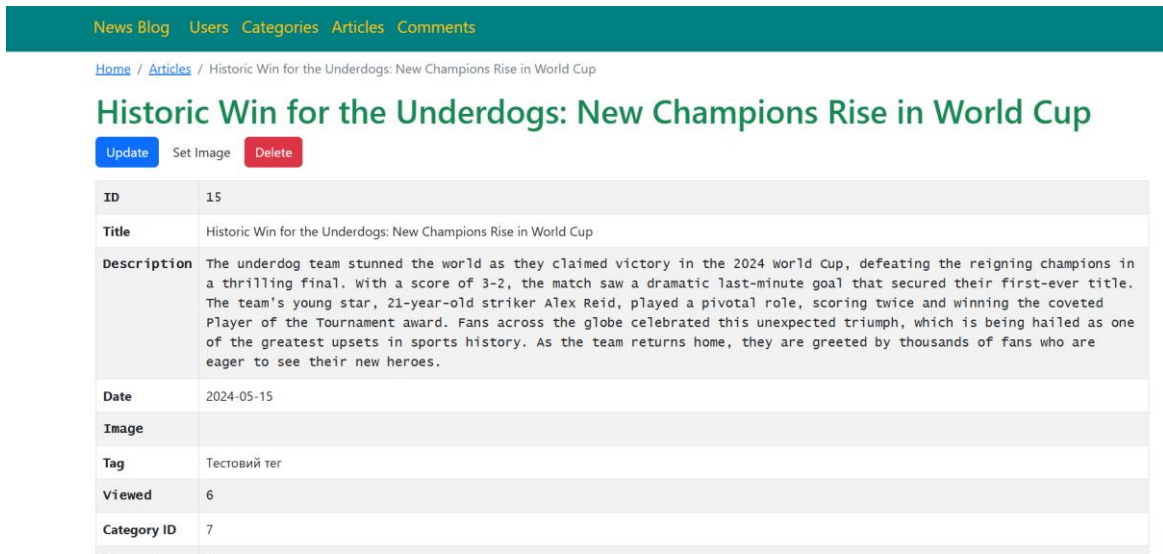 News Blog Users Categories Articles Comments
Home / Articles / Historic Win for the Underdogs: New Champions Rise in World Cup
Historic Win for the Underdogs: New Champions Rise in World Cup
Update Set Image Delete
ID 15
Title Historic Win for the Underdogs: New Champions Rise in World Cup
Description The underdog team stunned the world as they claimed victory in the 2024 World Cup, defeating the reigning champions in
a thrilling final. With a score of 3-2, the match saw a dramatic last-minute goal that secured their first-ever title.
The team’s young star, 21-year-old striker Alex Reid, played a pivotal role, scoring twice and winning the coveted
Player of the Tournament award. Fans across the globe celebrated this unexpected triumph, which is being hailed as one
of the greatest upsets in sports history. As the team returns home, they are greeted by thousands of fans who are
eager to see their new heroes.
Date 2024-05-15
Image
Tag Тестовий тег
Viewed 6
Category ID 7